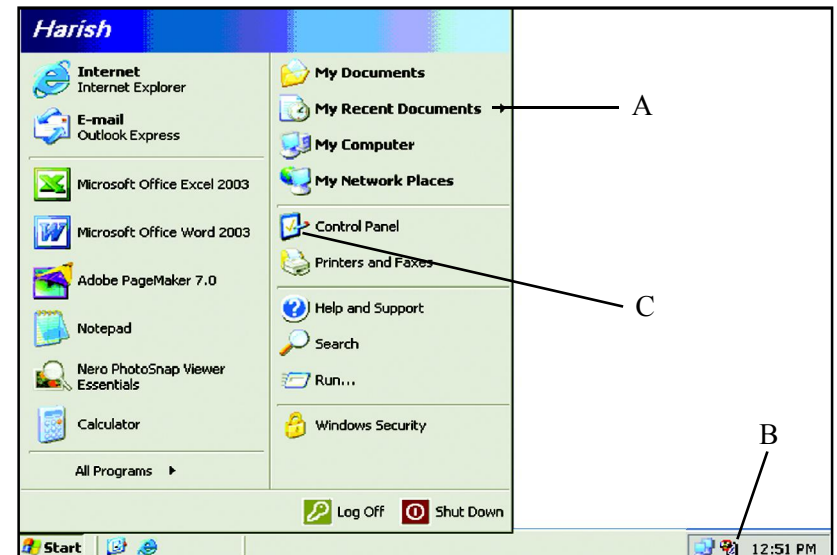 Harish
Internet
Internet Explorer
E-mail
Outlook Express
Microsoft Office Excel 2003
Microsoft Office Word 2003
Adobe PageMaker 7.0
Notepad
Nero PhotoSnap Viewer
Essentials
Calculator
All Programs
My Documents
My Recent Documents
A
My Computer
My Network Places
Control Panel
Printers and Faxes
C
Help and Support
Search
Run...
Windows Security
B
Log Off
Shut Down
Start
12:51 PM